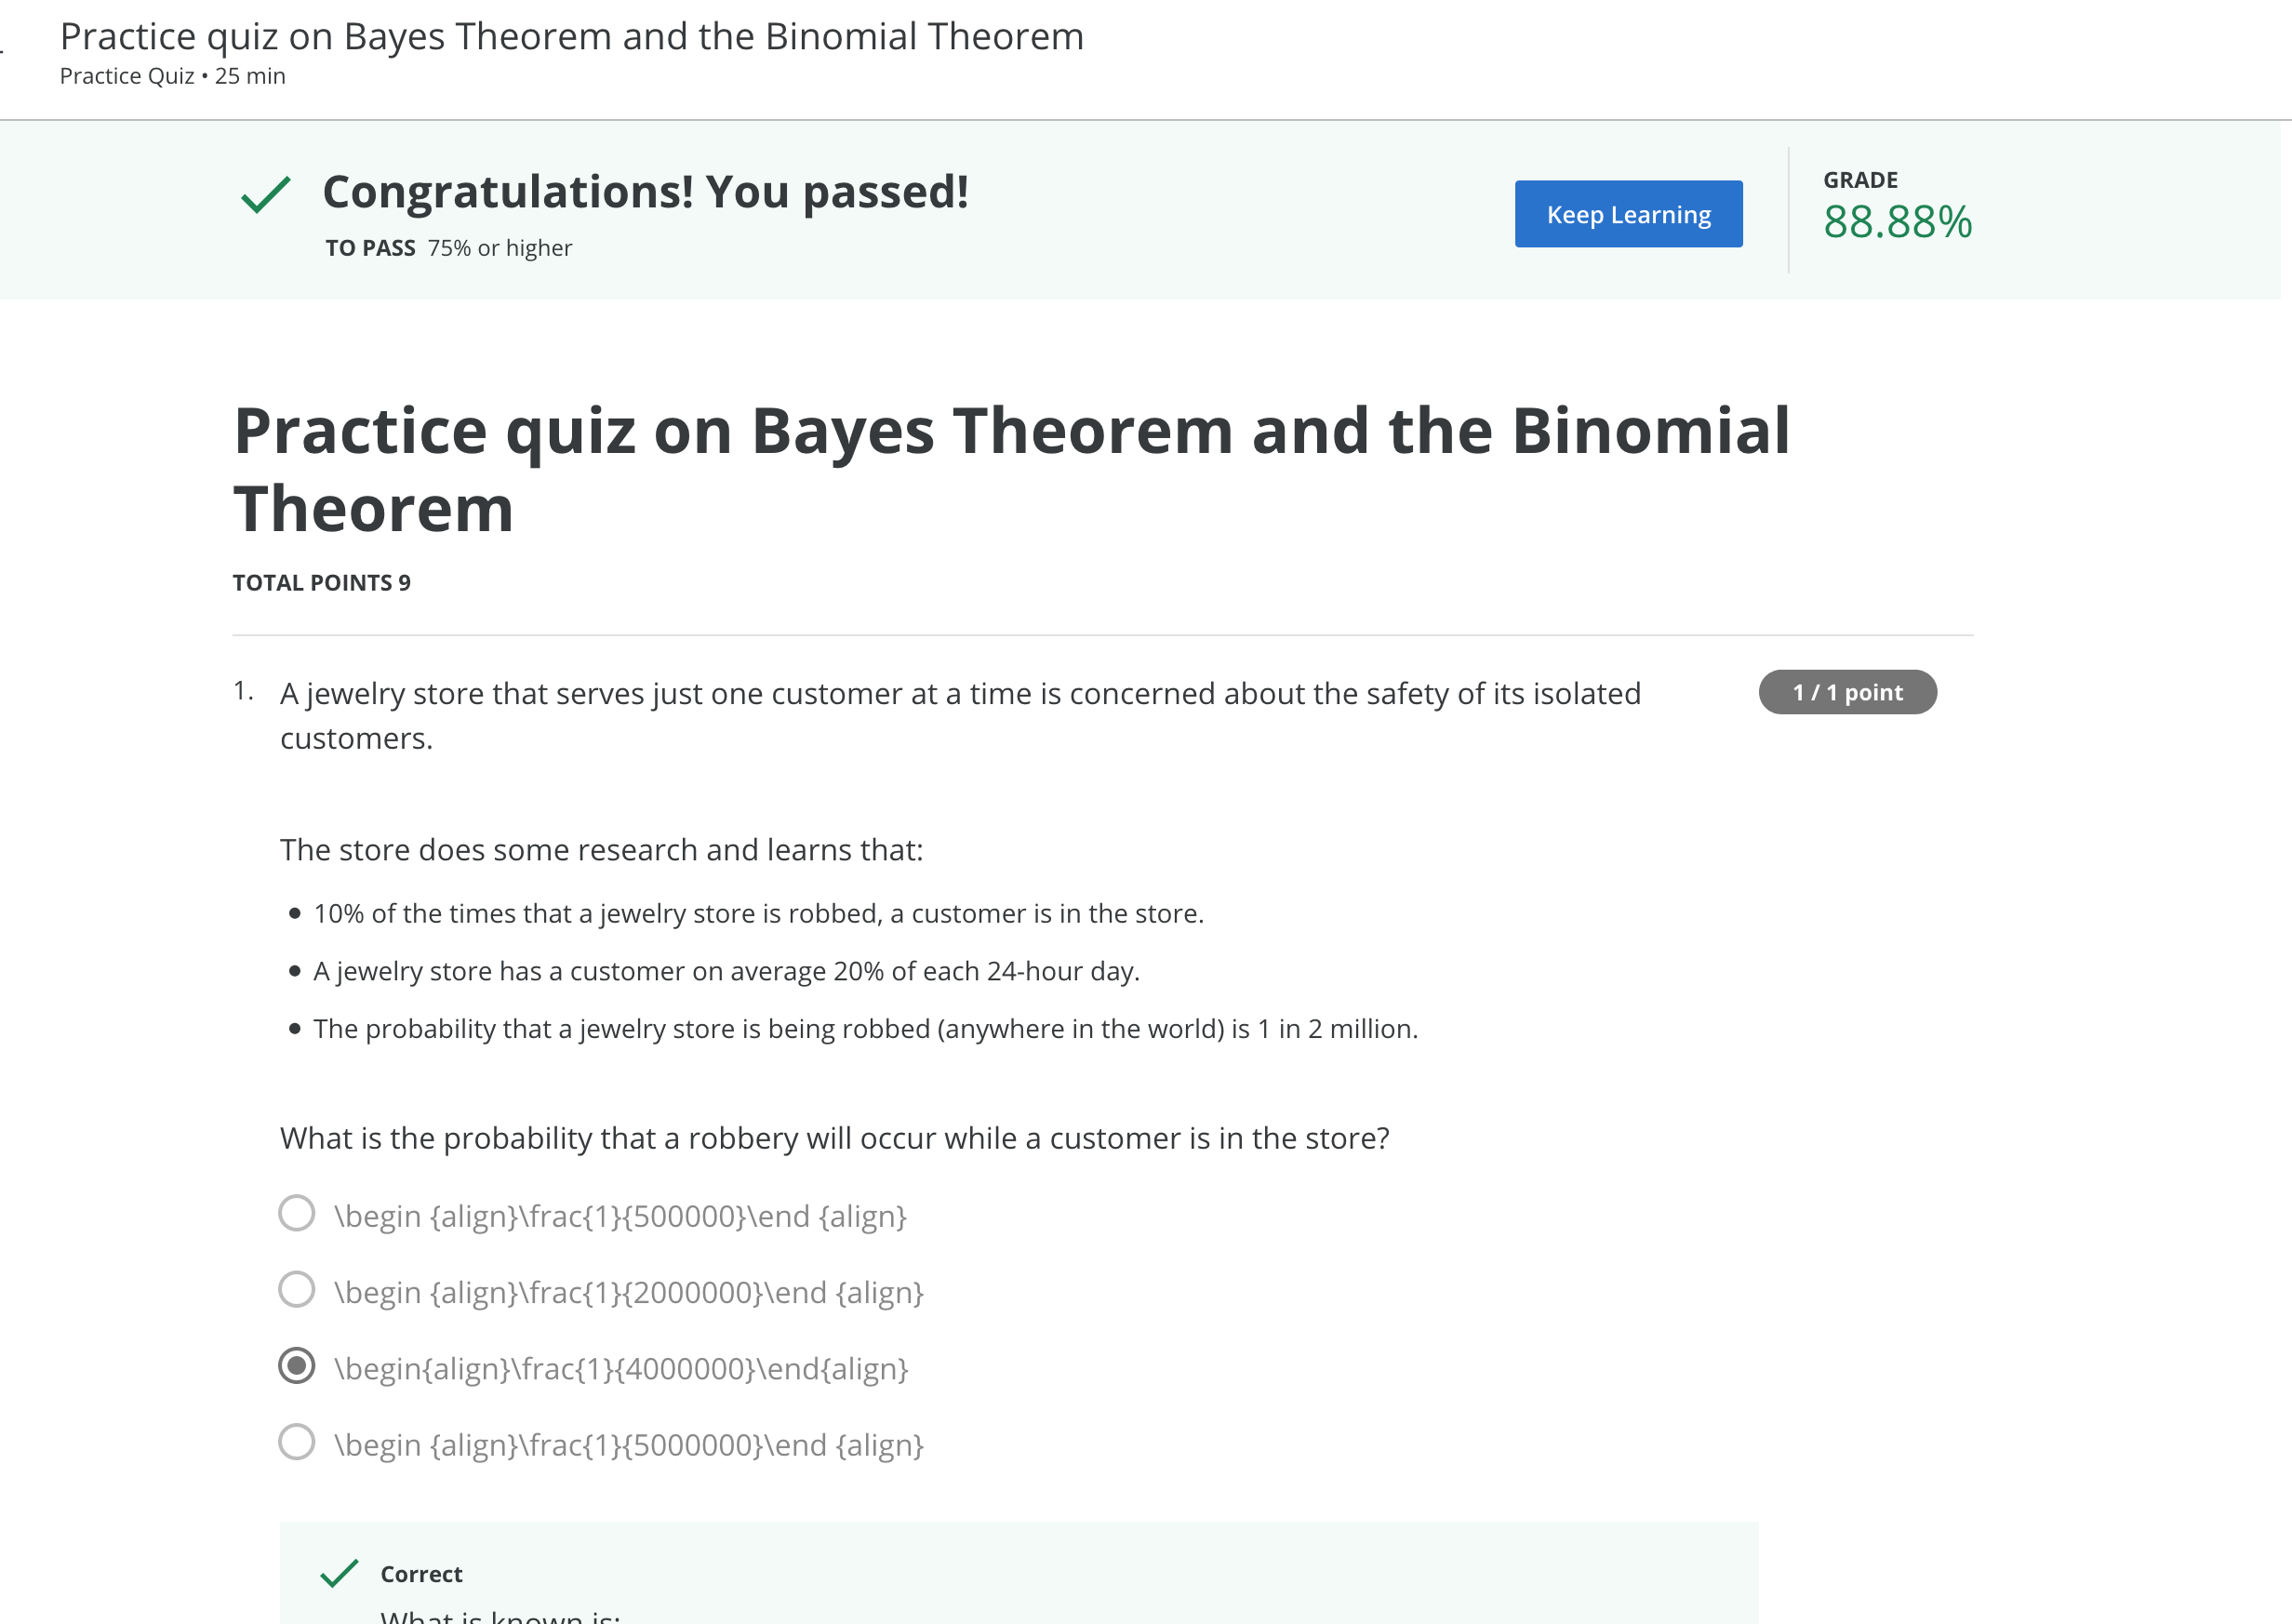 Practice quiz on Bayes Theorem and the Binomial Theorem
Practice Quiz • 25 min
Congratulations! You passed!
TO PASS 75% or higher
Keep Learning
GRADE
88.88%
Practice quiz on Bayes Theorem and the Binomial
Theorem
TOTAL POINTS 9
1. A jewelry store that serves just one customer at a time is concerned about the safety of its isolated
customers.
1 / 1 point
The store does some research and learns that:
• 10% of the times that a jewelry store is robbed, a customer is in the store.
• A jewelry store has a customer on average 20% of each 24-hour day.
• The probability that a jewelry store is being robbed (anywhere in the world) is 1 in 2 million.
What is the probability that a robbery will occur while a customer is in the store?
\begin {align}\frac{1}{500000}\end {align}
\begin {align}\frac{1}{2000000}\end {align}
\begin{align}\frac{1}{4000000}\end{align}
\begin {align}\frac{1}{5000000}\end {align}
Correct
What is known is: